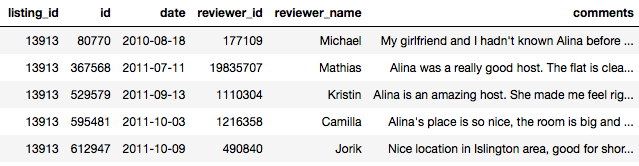 listing_id id date reviewer_id reviewer_name comments
13913 80770 2010-08-18 177109 Michael My girlfriend and I hadn't known Alina before ...
13913 367568 2011-07-11 19835707 Mathias Alina was a really good host. The flat is clea...
13913 529579 2011-09-13 1110304 Kristin Alina is an amazing host. She made me feel rig...
13913 595481 2011-10-03 1216358 Camilla Alina's place is so nice, the room is big and ...
13913 612947 2011-10-09 490840 Jorik Nice location in Islington area, good for shor...